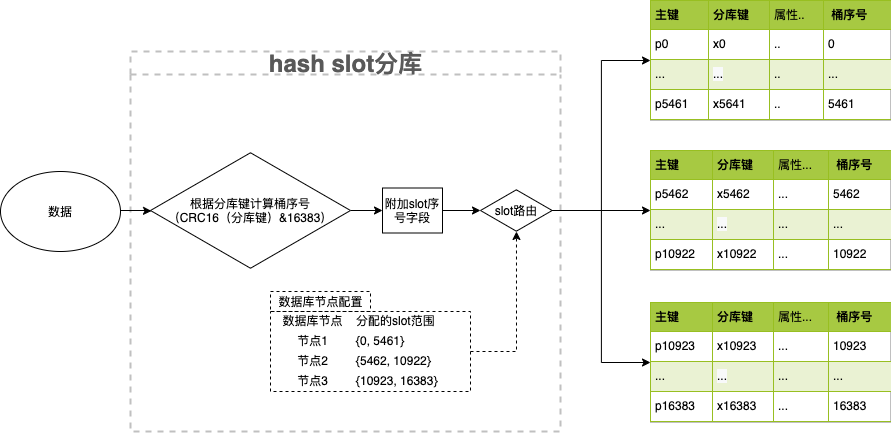 hash slot分库
数据
根据分库键计算桶序号
（CRC16（分库键）&16383）
附加slot序
号字段
slot路由
数据库节点配置
数据库节点 分配的slot范围
节点1 {0, 5461}
节点2 {5462, 10922}
节点3 {10923, 16383}
主键 分库键 属性.. 桶序号
p0 x0 .. 0
... ... .. ...
p5461 x5641 .. 5461
主键 分库键 属性... 桶序号
p5462 x5462 ... 5462
... ... ... ...
p10922 x10922 ... 10922
主键 分库键 属性... 桶序号
p10923 x10923 ... 10923
... ... ... ...
p16383 x16383 ... 16383